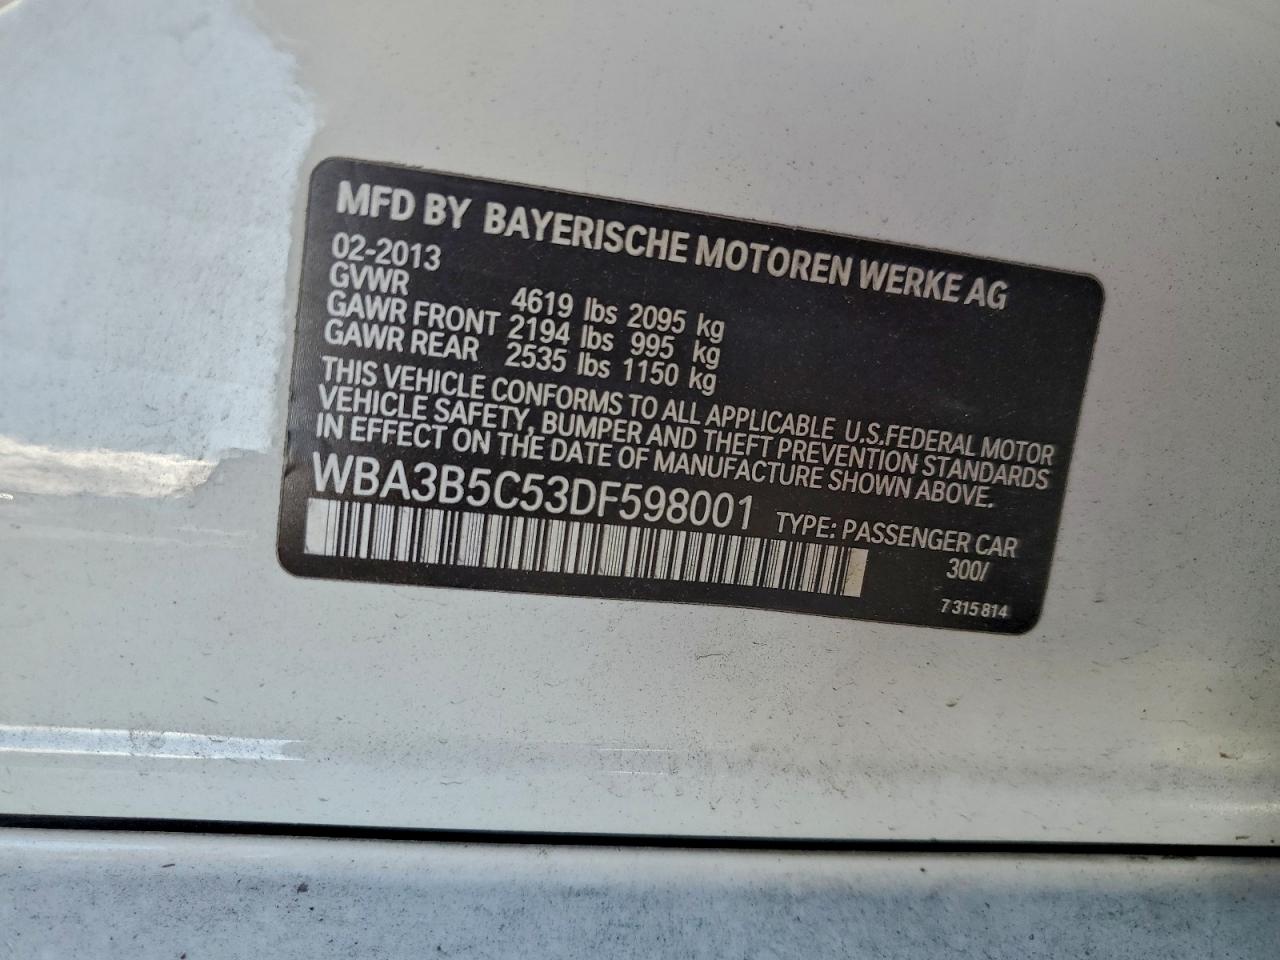 MFD BY BAYERISCHE MOTOREN WERKE AG
02-2013
GVWR 4619 lbs 2095 kg
GAWR FRONT 2194 lbs 995 kg
GAWR REAR 2535 lbs 1150 kg
THIS VEHICLE CONFORMS TO ALL APPLICABLE U.S.FEDERAL MOTOR
VEHICLE SAFETY, BUMPER AND THEFT PREVENTION STANDARDS
IN EFFECT ON THE DATE OF MANUFACTURE SHOWN ABOVE.
WBA3B5C53DF598001 TYPE: PASSENGER CAR
300/
7 315 814